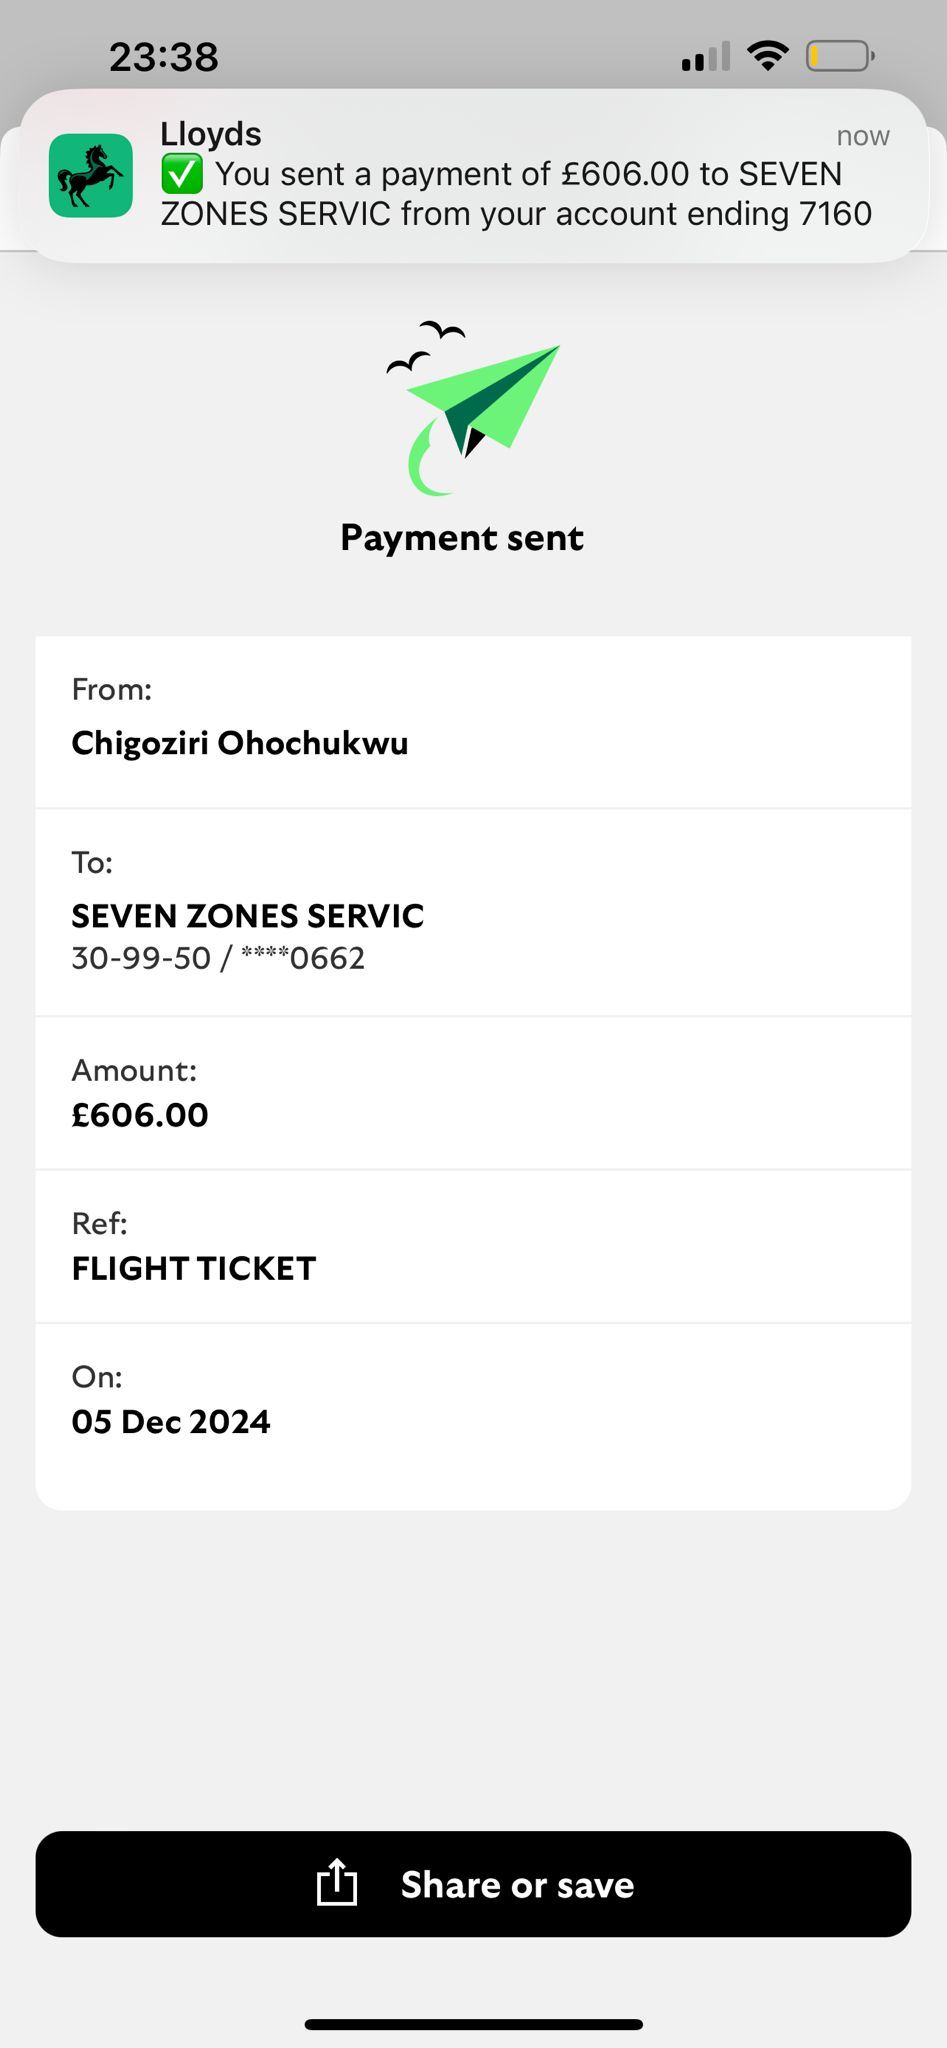 23:38
Lloyds
now
✅ You sent a payment of £606.00 to SEVEN
ZONES SERVIC from your account ending 7160
Payment sent
From:
Chigoziri Ohochukwu
To:
SEVEN ZONES SERVIC
30-99-50 / ****0662
Amount:
£606.00
Ref:
FLIGHT TICKET
On:
05 Dec 2024
Share or save